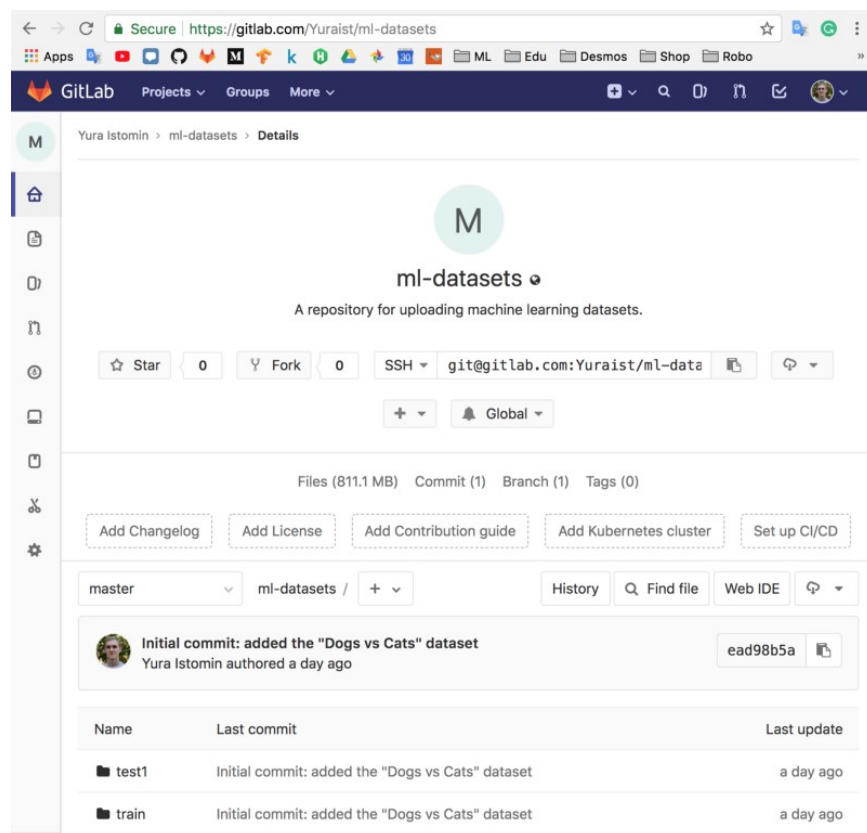 Secure https://gitlab.com/Yuraist/ml-datasets
Apps M k H 30 ML Edu Desmos Shop Robo »
GitLab Projects Groups More
M Yura Istomin > ml-datasets > Details
M
ml-datasets
A repository for uploading machine learning datasets.
Star 0 Fork 0 SSH git@gitlab.com:Yuraist/ml-data
+ Global
Files (811.1 MB) Commit (1) Branch (1) Tags (0)
Add Changelog Add License Add Contribution guide Add Kubernetes cluster Set up CI/CD
master ml-datasets / + History Find file Web IDE
Initial commit: added the "Dogs vs Cats" dataset
Yura Istomin authored a day ago ead98b5a
Name Last commit Last update
test1 Initial commit: added the "Dogs vs Cats" dataset a day ago
train Initial commit: added the "Dogs vs Cats" dataset a day ago